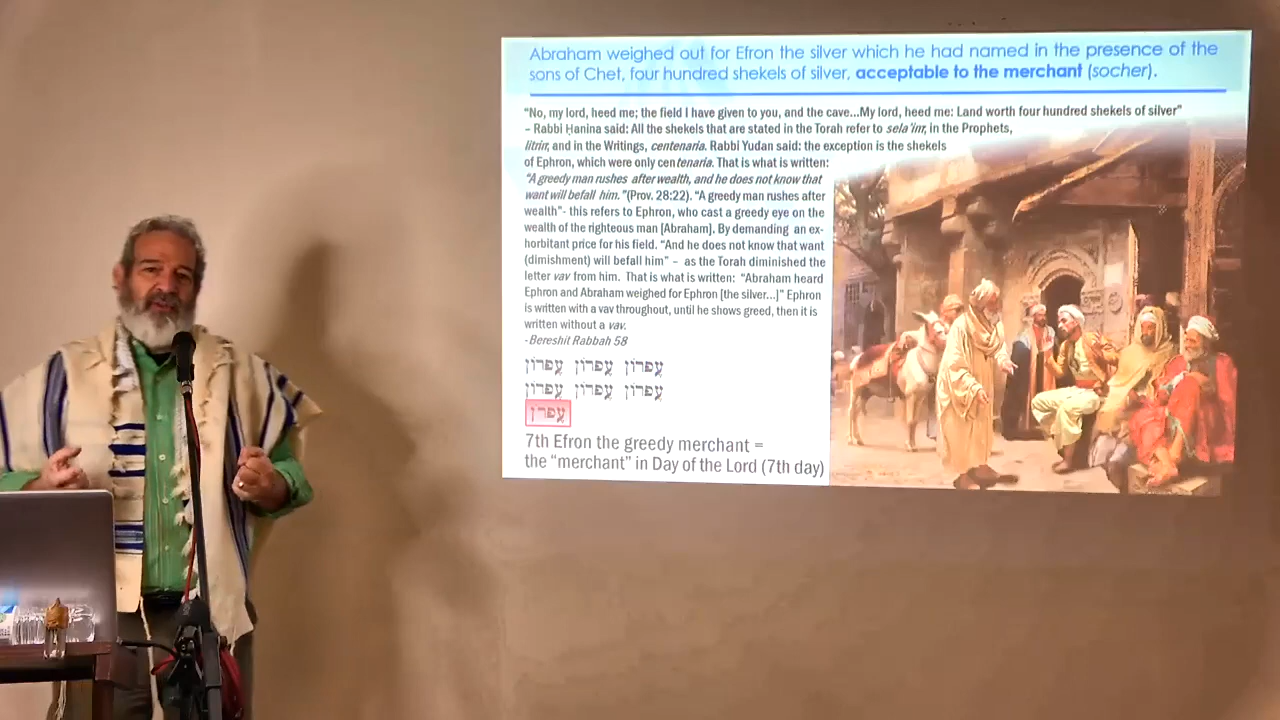 Abraham weighed out for Efron the silver which he had named in the presence of the
sons of Chet, four hundred shekels of silver, acceptable to the merchant (socher).
“No, my lord, heed me; the field I have given to you, and the cave...My lord, heed me: Land worth four hundred shekels of silver”
– Rabbi Ḥanina said: All the shekels that are stated in the Torah refer to sela’inr, in the Prophets,
litrin, and in the Writings, centenaria. Rabbi Yudan said: the exception is the shekels
of Ephron, which were only centenaria. That is what is written:
“A greedy man rushes after wealth, and he does not know that
want will befall him.”(Prov. 28:22). “A greedy man rushes after
wealth”- this refers to Ephron, who cast a greedy eye on the
wealth of the righteous man [Abraham]. By demanding an ex-
horbitant price for his field. “And he does not know that want
(dimishment) will befall him” – as the Torah diminished the
letter vav from him. That is what is written: “Abraham heard
Ephron and Abraham weighed for Ephron [the silver...]” Ephron
is written with a vav throughout, until he shows greed, then it is
written without a vav.
-Bereshit Rabbah 58
עֶפְרוֹן עֶפְרוֹן עֶפְרוֹן
עֶפְרוֹן עֶפְרוֹן עֶפְרוֹן
עֶפְרֹן
7th Efron the greedy merchant =
the “merchant” in Day of the Lord (7th day)